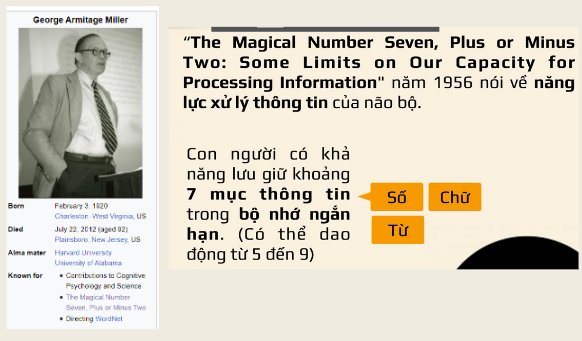 George Armitage Miller
Born February 3, 1920
Charleston, West Virginia, US
Died July 22, 2012 (aged 92)
Plainsboro, New Jersey, US
Alma mater Harvard University
University of Alabama
Known for • Contributions to Cognitive
Psychology and Science
• The Magical Number
Seven, Plus or Minus Two
• Directing WordNet
“The Magical Number Seven, Plus or Minus
Two: Some Limits on Our Capacity for
Processing Information" năm 1956 nói về năng
lực xử lý thông tin của não bộ.
Con người có khả
năng lưu giữ khoảng
7 mục thông tin
trong bộ nhớ ngắn
hạn. (Có thể dao
động từ 5 đến 9)
Số Chữ
Từ